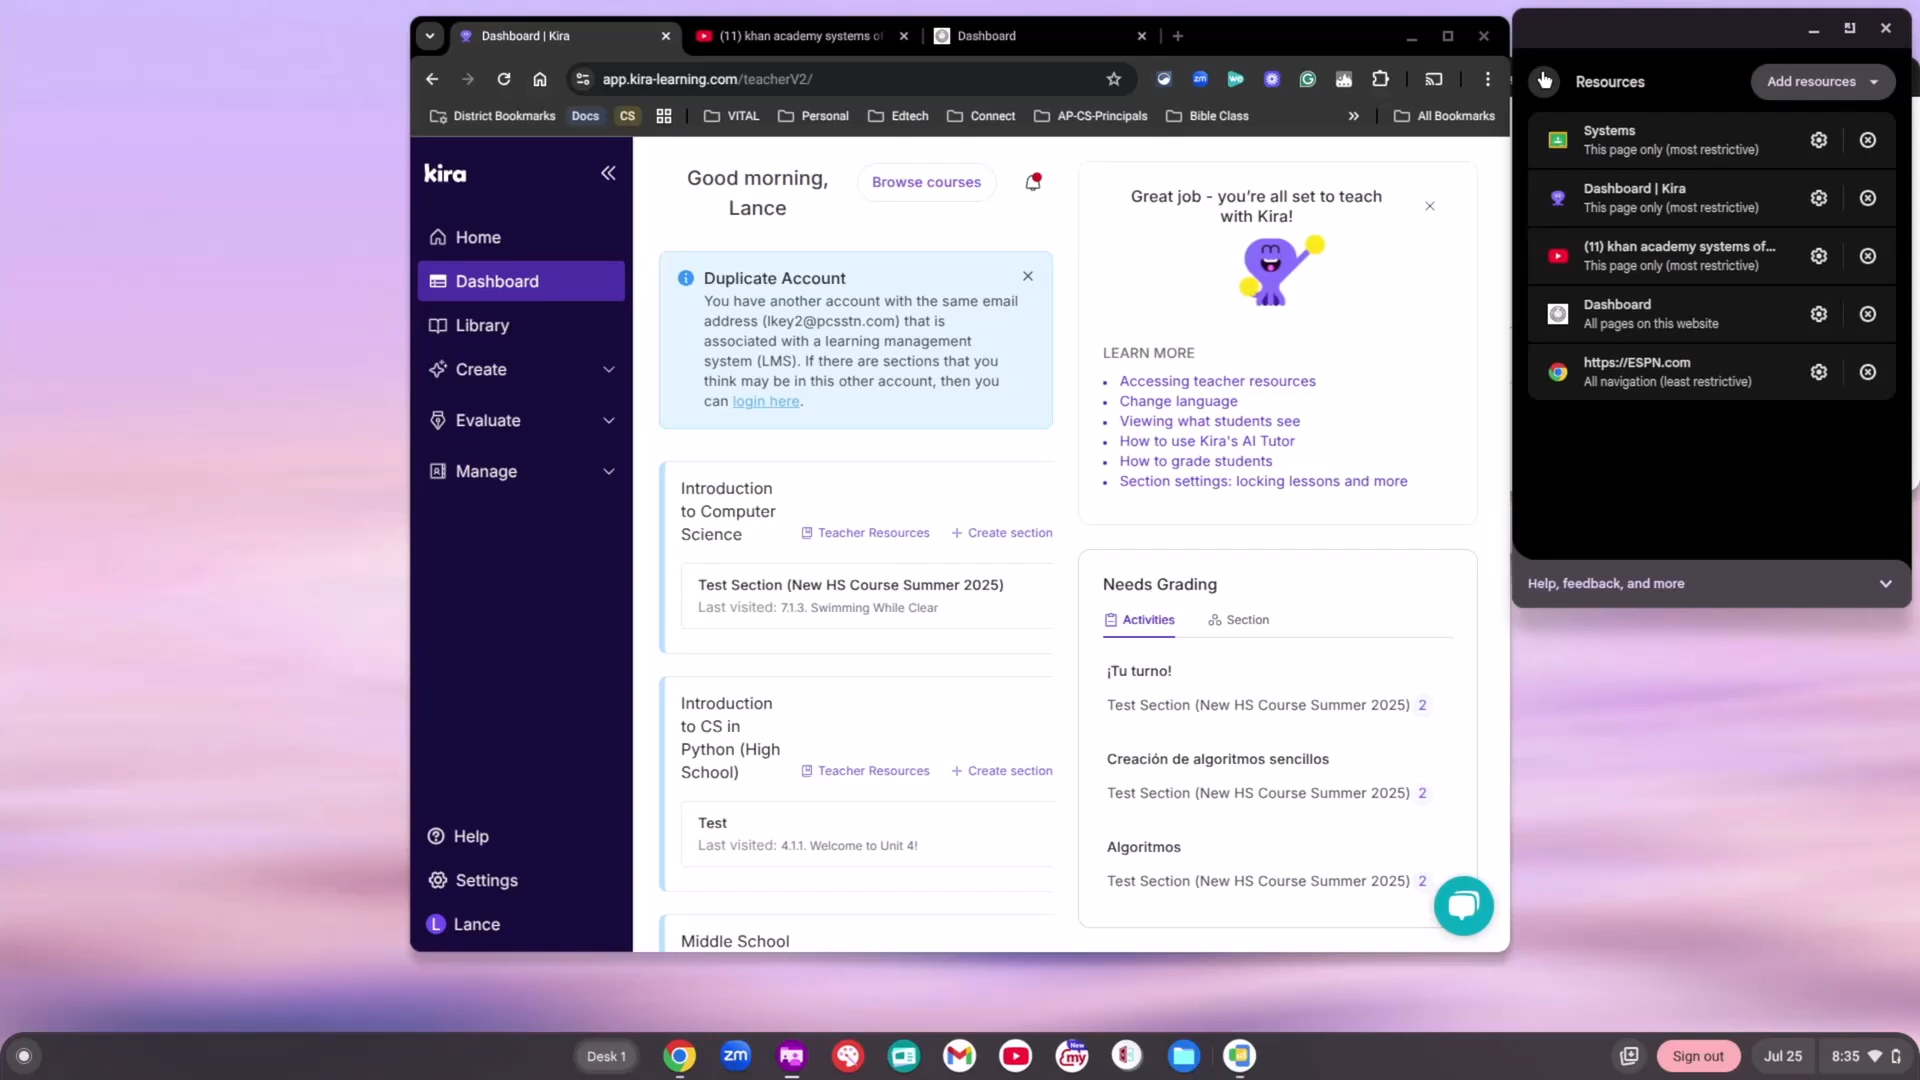 Dashboard | Kira
(11) khan academy systems of
Dashboard
app.kira-learning.com/teacherV2/
District Bookmarks
Docs
CS
VITAL
Personal
Edtech
Connect
AP-CS-Principals
Bible Class
All Bookmarks
kira
Home
Dashboard
Library
Create
Evaluate
Manage
Help
Settings
L
Lance
Good morning,
Lance
Browse courses
Duplicate Account
You have another account with the same email
address (lkey2@pcsstn.com) that is
associated with a learning management
system (LMS). If there are sections that you
think may be in this other account, then you
can login here.
Introduction
to Computer
Science
Teacher Resources
Create section
Test Section (New HS Course Summer 2025)
Last visited: 7.1.3. Swimming While Clear
Introduction
to CS in
Python (High
School)
Teacher Resources
Create section
Test
Last visited: 4.1.1. Welcome to Unit 4!
Middle School
Great job - you're all set to teach
with Kira!
LEARN MORE
Accessing teacher resources
Change language
Viewing what students see
How to use Kira's AI Tutor
How to grade students
Section settings: locking lessons and more
Needs Grading
Activities
Section
¡Tu turno!
Test Section (New HS Course Summer 2025) 2
Creación de algoritmos sencillos
Test Section (New HS Course Summer 2025) 2
Algoritmos
Test Section (New HS Course Summer 2025) 2
Resources
Add resources
Systems
This page only (most restrictive)
Dashboard | Kira
This page only (most restrictive)
(11) khan academy systems of...
This page only (most restrictive)
Dashboard
All pages on this website
https://ESPN.com
All navigation (least restrictive)
Help, feedback, and more
Desk 1
zm
New
my
Sign out
Jul 25
8:35